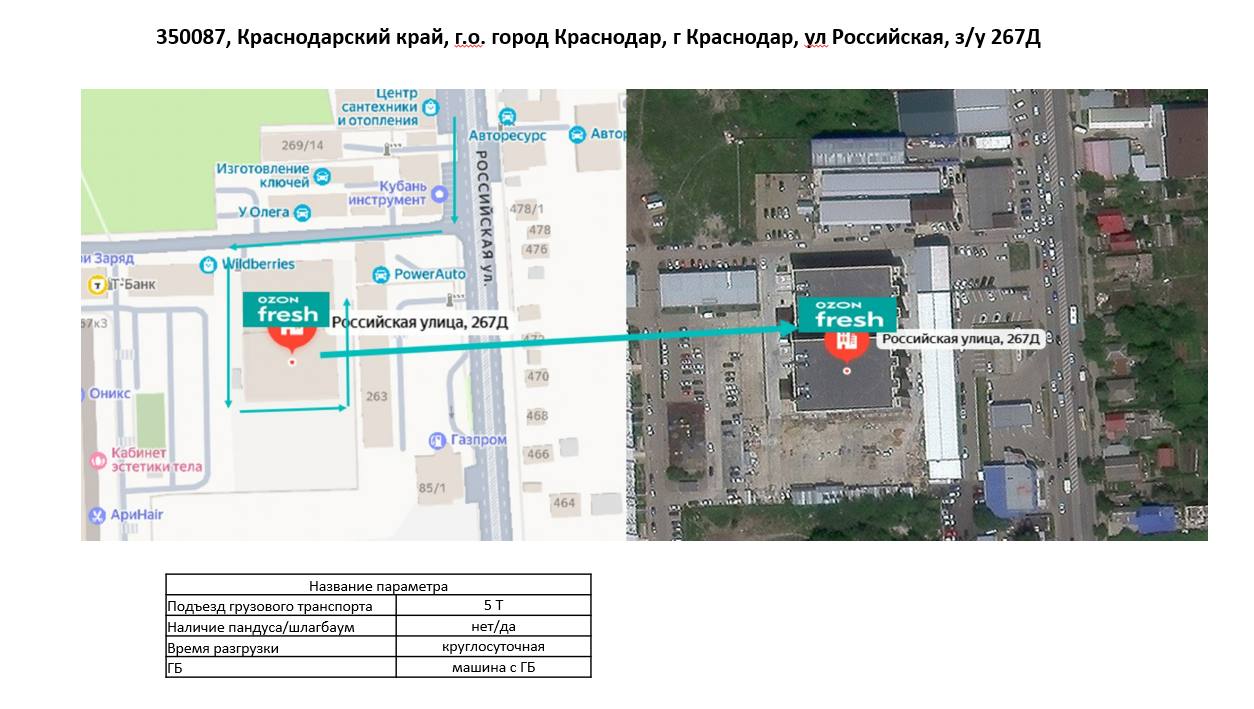 350087, Краснодарский край, г.о. город Краснодар, г Краснодар, ул Российская, з/у 267Д
Центр
сантехники
и отопления
Авторесурс
Автор
269/14
Изготовление
ключей
Кубань
инструмент
У Олега
РОССИЙСКАЯ УЛ.
478/1
478
476
ри Заряд
Wildberries
Т-Банк
PowerAuto
OZON
fresh
Российская улица, 267Д
67к3
470
Оникс
263
468
Газпром
Кабинет
эстетики тела
466
85/1
464
АриHair
OZON
fresh
Российская улица, 267Д
Название параметра
Подъезд грузового транспорта 5 Т
Наличие пандуса/шлагбаум нет/да
Время разгрузки круглосуточная
ГБ машина с ГБ